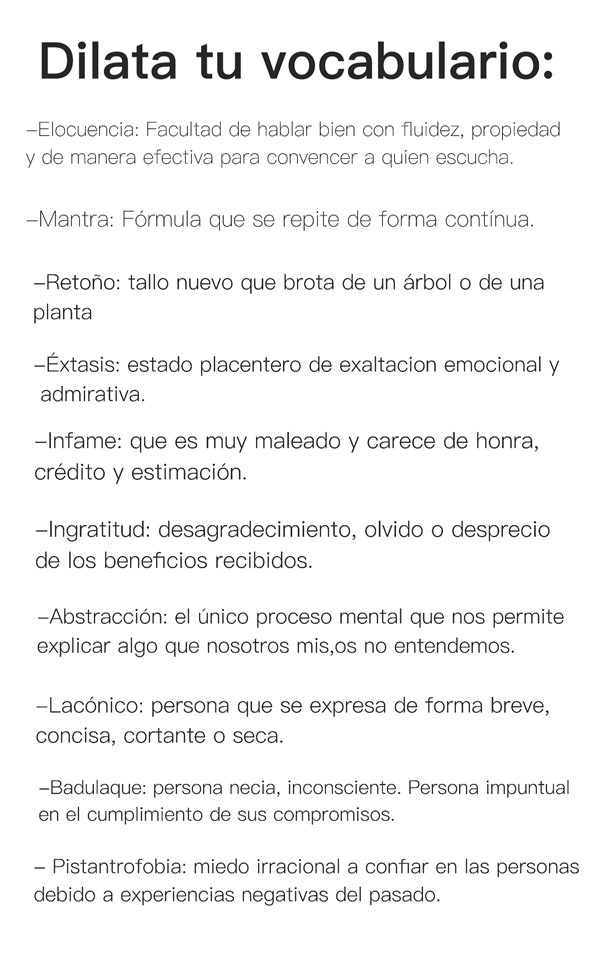 Dilata tu vocabulario:
-Elocuencia: Facultad de hablar bien con fluidez, propiedad
y de manera efectiva para convencer a quien escucha.
-Mantra: Fórmula que se repite de forma contínua.
-Retoño: tallo nuevo que brota de un árbol o de una
planta
-Éxtasis: estado placentero de exaltacion emocional y
admirativa.
-Infame: que es muy maleado y carece de honra,
crédito y estimación.
-Ingratitud: desagradecimiento, olvido o desprecio
de los beneficios recibidos.
-Abstracción: el único proceso mental que nos permite
explicar algo que nosotros mis,os no entendemos.
-Lacónico: persona que se expresa de forma breve,
concisa, cortante o seca.
-Badulaque: persona necia, inconsciente. Persona impuntual
en el cumplimiento de sus compromisos.
- Pistantrofobia: miedo irracional a confiar en las personas
debido a experiencias negativas del pasado.